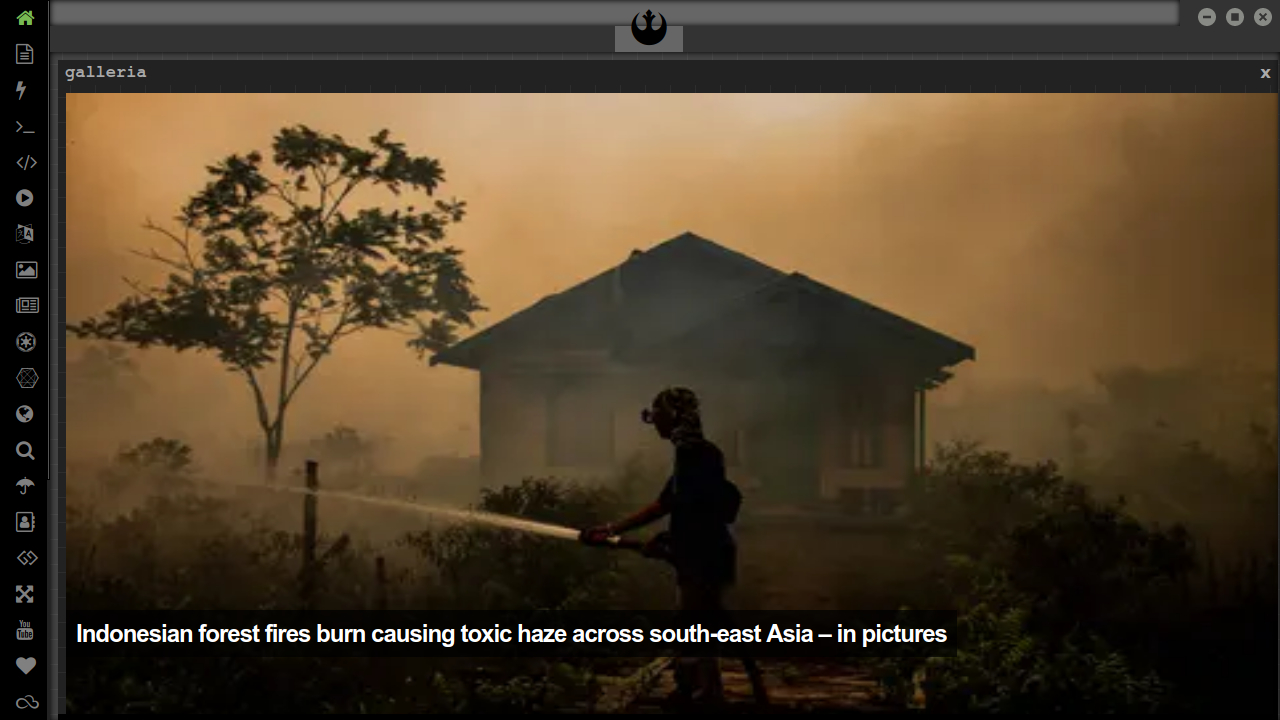 galleria
x
Indonesian forest fires burn causing toxic haze across south-east Asia – in pictures
You
Tube